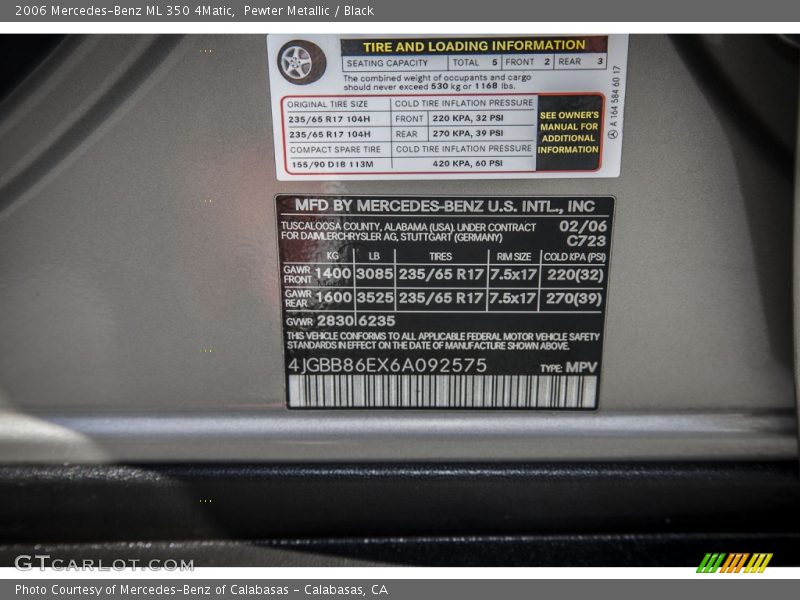 2006 Mercedes-Benz ML 350 4Matic,  Pewter Metallic / Black
TIRE AND LOADING INFORMATION
SEATING CAPACITY TOTAL 5 FRONT 2 REAR 3
The combined weight of occupants and cargo
should never exceed 530 kg or 1168 lbs.
ORIGINAL TIRE SIZE COLD TIRE INFLATION PRESSURE
235/65 R17 104H FRONT 220 KPA, 32 PSI
235/65 R17 104H REAR 270 KPA, 39 PSI
COMPACT SPARE TIRE COLD TIRE INFLATION PRESSURE
155/90 D18 113M 420 KPA, 60 PSI
SEE OWNER'S
MANUAL FOR
ADDITIONAL
INFORMATION
A 164 584 60 17
MFD BY MERCEDES-BENZ U.S. INTL., INC
TUSCALOOSA COUNTY, ALABAMA (USA). UNDER CONTRACT
FOR DAIMLERCHRYSLER AG, STUTTGART (GERMANY)
02/06
C723
KG LB TIRES RIM SIZE COLD KPA (PSI)
GAWR FRONT 1400 3085 235/65 R17 7.5x17 220(32)
GAWR REAR 1600 3525 235/65 R17 7.5x17 270(39)
GVWR 2830 6235
THIS VEHICLE CONFORMS TO ALL APPLICABLE FEDERAL MOTOR VEHICLE SAFETY
STANDARDS IN EFFECT ON THE DATE OF MANUFACTURE SHOWN ABOVE.
4JGBB86EX6A092575 TYPE: MPV
GTCARLOT.COM
Photo Courtesy of Mercedes-Benz of Calabasas - Calabasas, CA